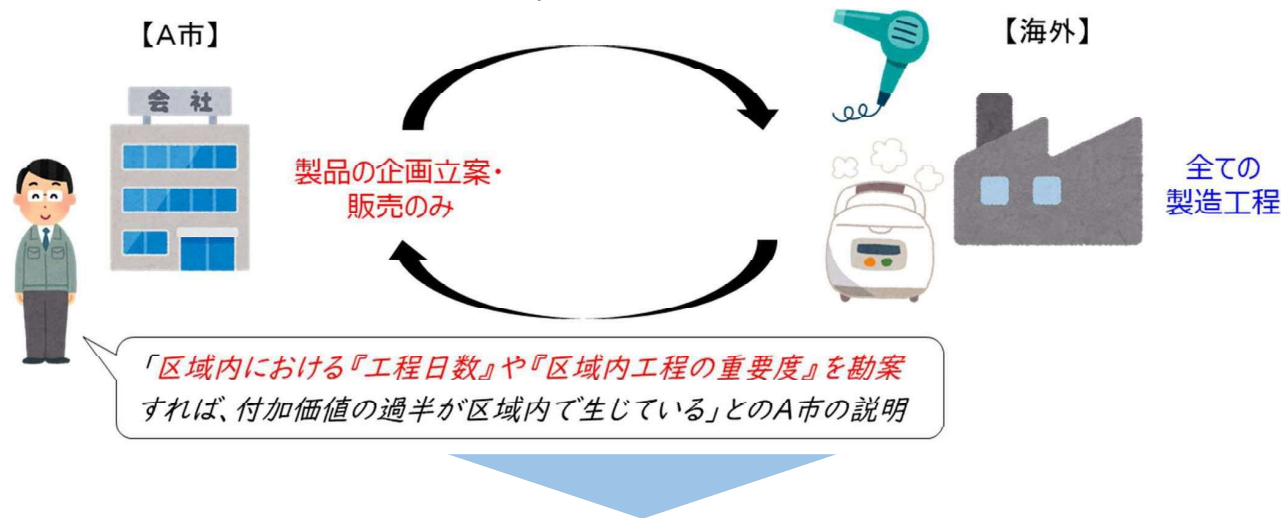 【A市】
【海外】
会社
製品の企画立案・
販売のみ
全ての
製造工程
「区域内における『工程日数』や『区域内工程の重要度』を勘案
すれば、付加価値の過半が区域内で生じている」とのA市の説明